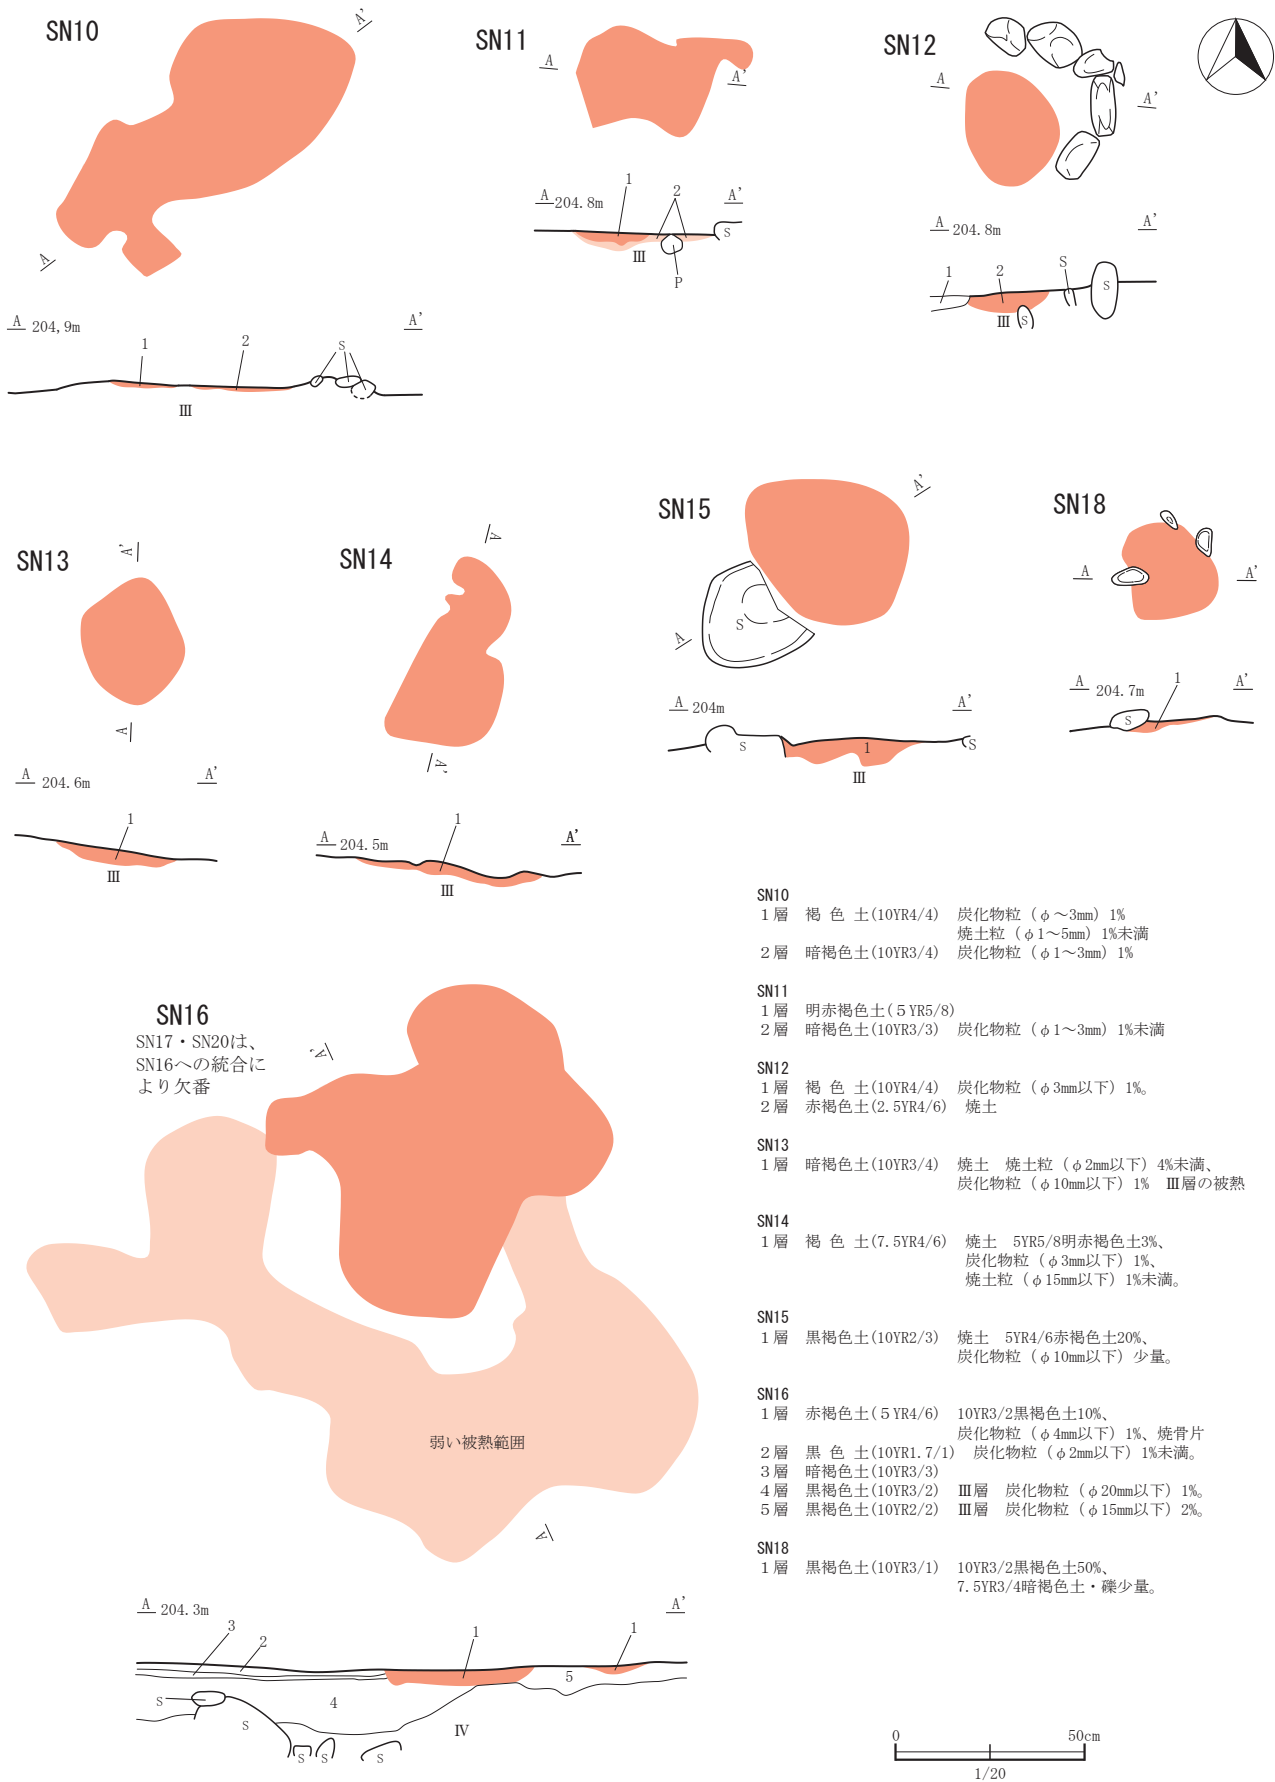 SN10
A'
A
A 204,9m A'
1 2 S
Ⅲ
SN11
A A'
A 204.8m A'
1 2
S
Ⅲ
P
SN12
A A'
A 204.8m A'
1 2 S
S
Ⅲ S
SN13
A'
A
A 204.6m A'
1
Ⅲ
SN14
A
A'
A 204.5m A'
1
Ⅲ
SN15
A'
S
A
A 204m A'
S 1 S
Ⅲ
SN18
A A'
A 204.7m A'
1
S
SN16
SN17・SN20は、
SN16への統合に
より欠番
A'
弱い被熱範囲
A
A 204.3m A'
3 2 1 1
5
S 4
S Ⅳ
S S S
SN10
1層 褐 色 土(10YR4/4) 炭化物粒(φ～3mm)1%
焼土粒(φ1～5mm)1%未満
2層 暗褐色土(10YR3/4) 炭化物粒(φ1～3mm)1%
SN11
1層 明赤褐色土(5YR5/8)
2層 暗褐色土(10YR3/3) 炭化物粒(φ1～3mm)1%未満
SN12
1層 褐 色 土(10YR4/4) 炭化物粒(φ3mm以下)1%。
2層 赤褐色土(2.5YR4/6) 焼土
SN13
1層 暗褐色土(10YR3/4) 焼土 焼土粒(φ2mm以下)4%未満、
炭化物粒(φ10mm以下)1% Ⅲ層の被熱
SN14
1層 褐 色 土(7.5YR4/6) 焼土 5YR5/8明赤褐色土3%、
炭化物粒(φ3mm以下)1%、
焼土粒(φ15mm以下)1%未満。
SN15
1層 黒褐色土(10YR2/3) 焼土 5YR4/6赤褐色土20%、
炭化物粒(φ10mm以下)少量。
SN16
1層 赤褐色土(5YR4/6) 10YR3/2黒褐色土10%、
炭化物粒(φ4mm以下)1%、焼骨片
2層 黒 色 土(10YR1.7/1) 炭化物粒(φ2mm以下)1%未満。
3層 暗褐色土(10YR3/3)
4層 黒褐色土(10YR3/2) Ⅲ層 炭化物粒(φ20mm以下)1%。
5層 黒褐色土(10YR2/2) Ⅲ層 炭化物粒(φ15mm以下)2%。
SN18
1層 黒褐色土(10YR3/1) 10YR3/2黒褐色土50%、
7.5YR3/4暗褐色土・礫少量。
0 50cm
1/20